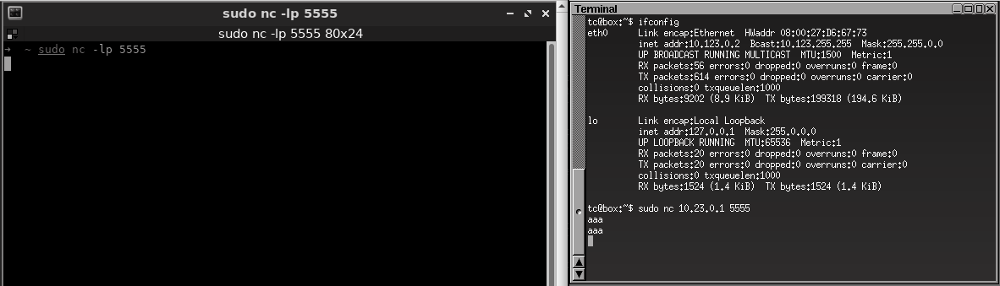 sudo nc -lp 5555
sudo nc -lp 5555 80x24
→ ~ sudo nc -lp 5555
Terminal
tc@box:~$ ifconfig
eth0 Link encap:Ethernet HWaddr 08:00:27:D6:67:73
inet addr:10.123.0.2 Bcast:10.123.255.255 Mask:255.255.0.0
UP BROADCAST RUNNING MULTICAST MTU:1500 Metric:1
RX packets:56 errors:0 dropped:0 overruns:0 frame:0
TX packets:614 errors:0 dropped:0 overruns:0 carrier:0
collisions:0 txqueuelen:1000
RX bytes:9202 (8.9 KiB) TX bytes:199318 (194.6 KiB)
lo Link encap:Local Loopback
inet addr:127.0.0.1 Mask:255.0.0.0
UP LOOPBACK RUNNING MTU:65536 Metric:1
RX packets:20 errors:0 dropped:0 overruns:0 frame:0
TX packets:20 errors:0 dropped:0 overruns:0 carrier:0
collisions:0 txqueuelen:1000
RX bytes:1524 (1.4 KiB) TX bytes:1524 (1.4 KiB)
tc@box:~$ sudo nc 10.23.0.1 5555
aaa
aaa